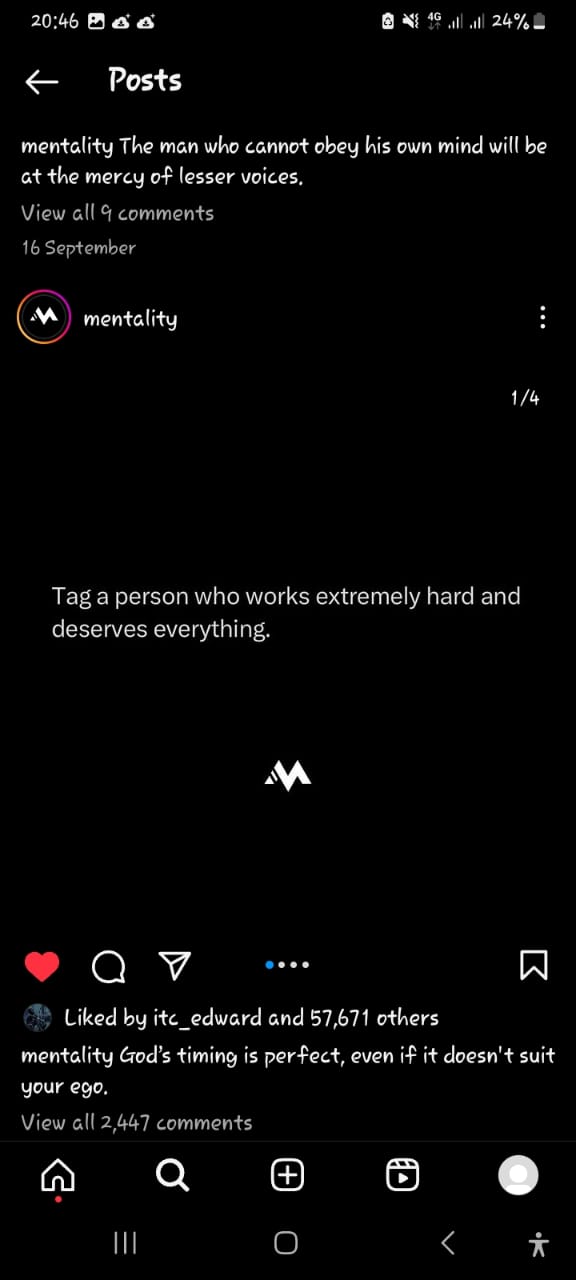 20:46 4G 24%
Posts
mentality The man who cannot obey his own mind will be
at the mercy of lesser voices.
View all 9 comments
16 September
mentality
1/4
Tag a person who works extremely hard and
deserves everything.
Liked by itc_edward and 57,671 others
mentality God's timing is perfect, even if it doesn't suit
your ego.
View all 2,447 comments